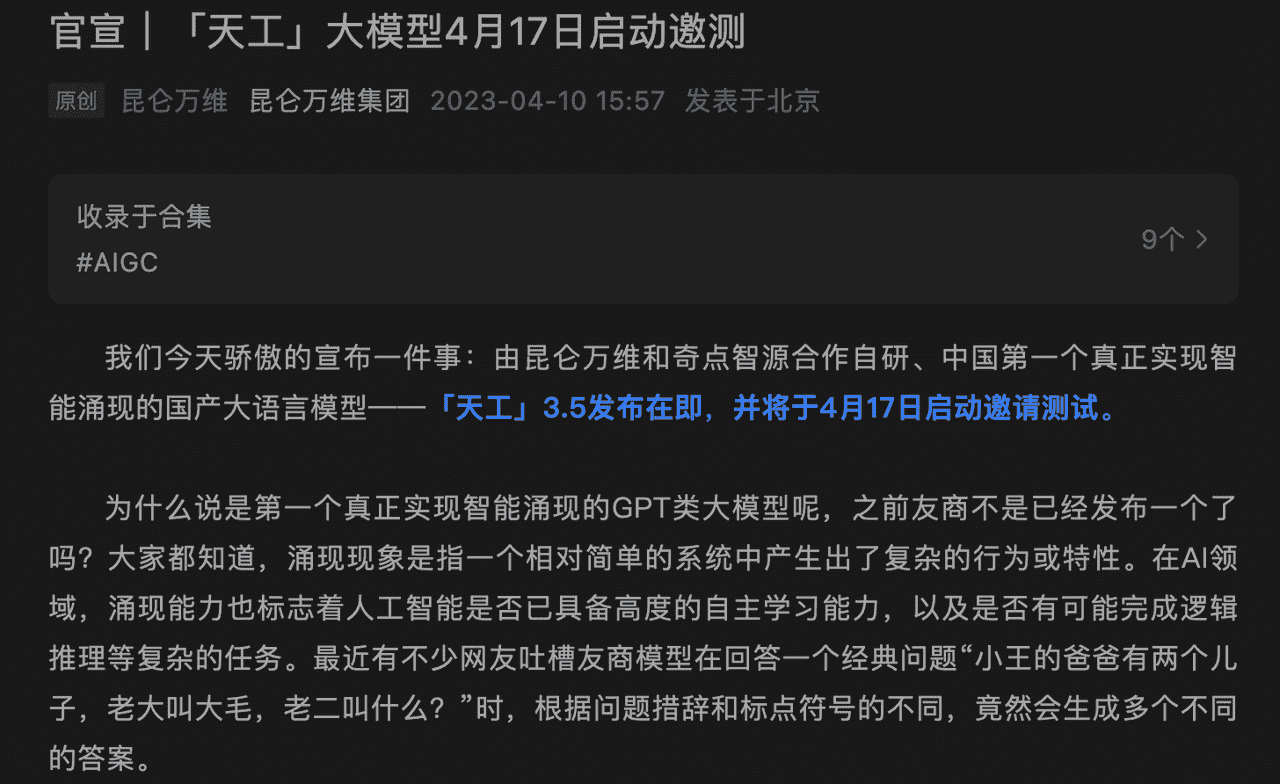 官宣｜「天工」大模型4月17日启动邀测
原创 昆仑万维 昆仑万维集团 2023-04-10 15:57 发表于北京
收录于合集
#AIGC
9个 >
我们今天骄傲的宣布一件事：由昆仑万维和奇点智源合作自研、中国第一个真正实现智
能涌现的国产大语言模型——「天工」3.5发布在即，并将于4月17日启动邀请测试。
为什么说是第一个真正实现智能涌现的GPT类大模型呢，之前友商不是已经发布一个了
吗？大家都知道，涌现现象是指一个相对简单的系统中产生出了复杂的行为或特性。在AI领
域，涌现能力也标志着人工智能是否已具备高度的自主学习能力，以及是否有可能完成逻辑
推理等复杂的任务。最近有不少网友吐槽友商模型在回答一个经典问题“小王的爸爸有两个儿
子，老大叫大毛，老二叫什么？”时，根据问题措辞和标点符号的不同，竟然会生成多个不同
的答案。